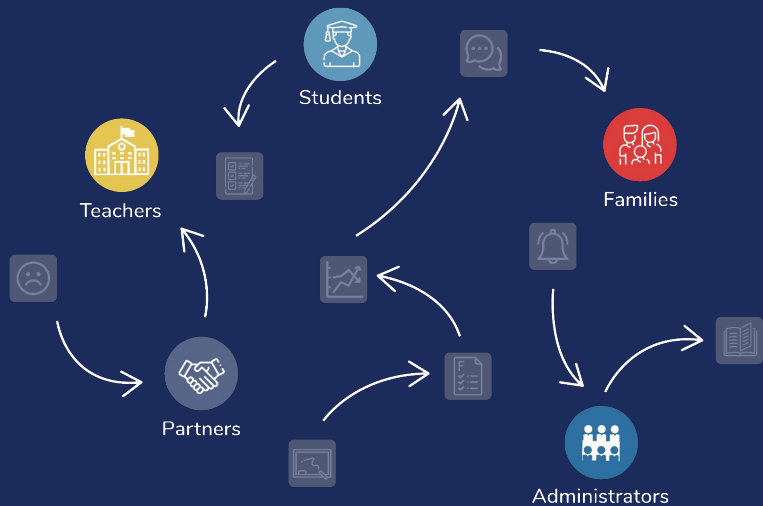 Students
Families
Teachers
Partners
Administrators
F